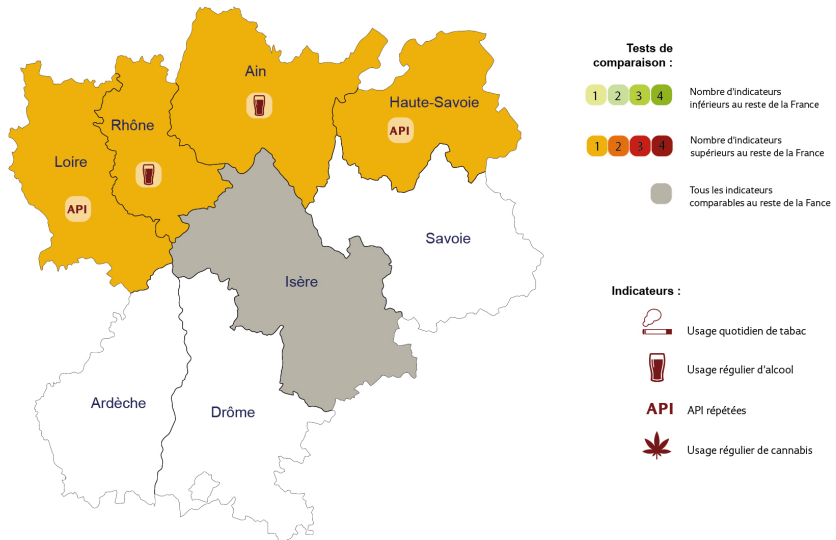 Ain
Haute-Savoie
API
Rhône
Loire
API
Savoie
Isère
Ardèche
Drôme
Tests de
comparaison :
1 2 3 4
Nombre d'indicateurs
inférieurs au reste de la France
1 2 3 4
Nombre d'indicateurs
supérieurs au reste de la France
Tous les indicateurs
comparables au reste de la Fance
Indicateurs :
Usage quotidien de tabac
Usage régulier d'alcool
API API répétées
Usage régulier de cannabis